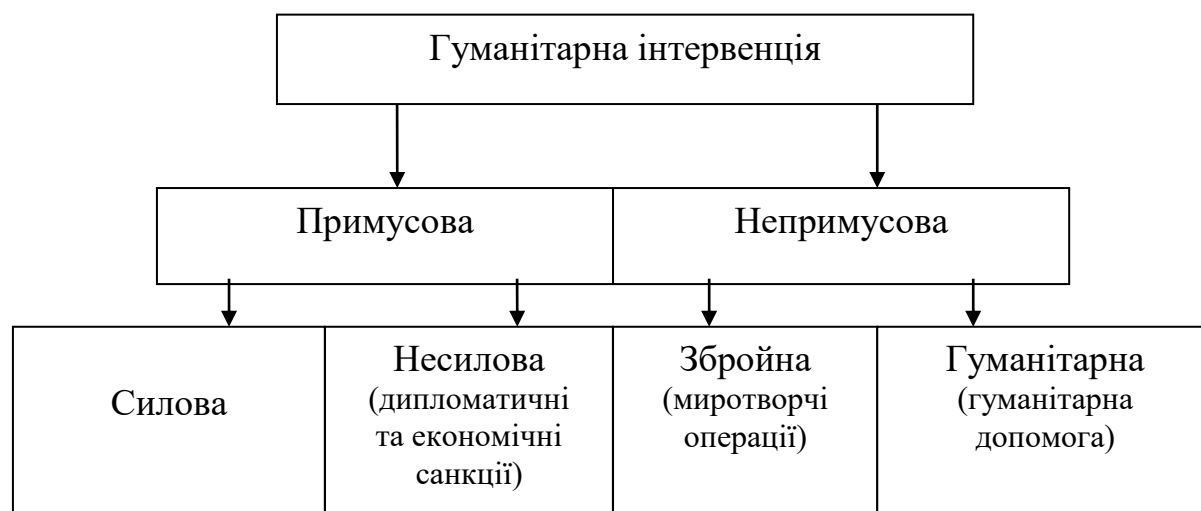 Гуманітарна інтервенція
Примусова
Непримусова
Силова
Несилова
(дипломатичні
та економічні
санкції)
Збройна
(миротворчі
операції)
Гуманітарна
(гуманітарна
допомога)